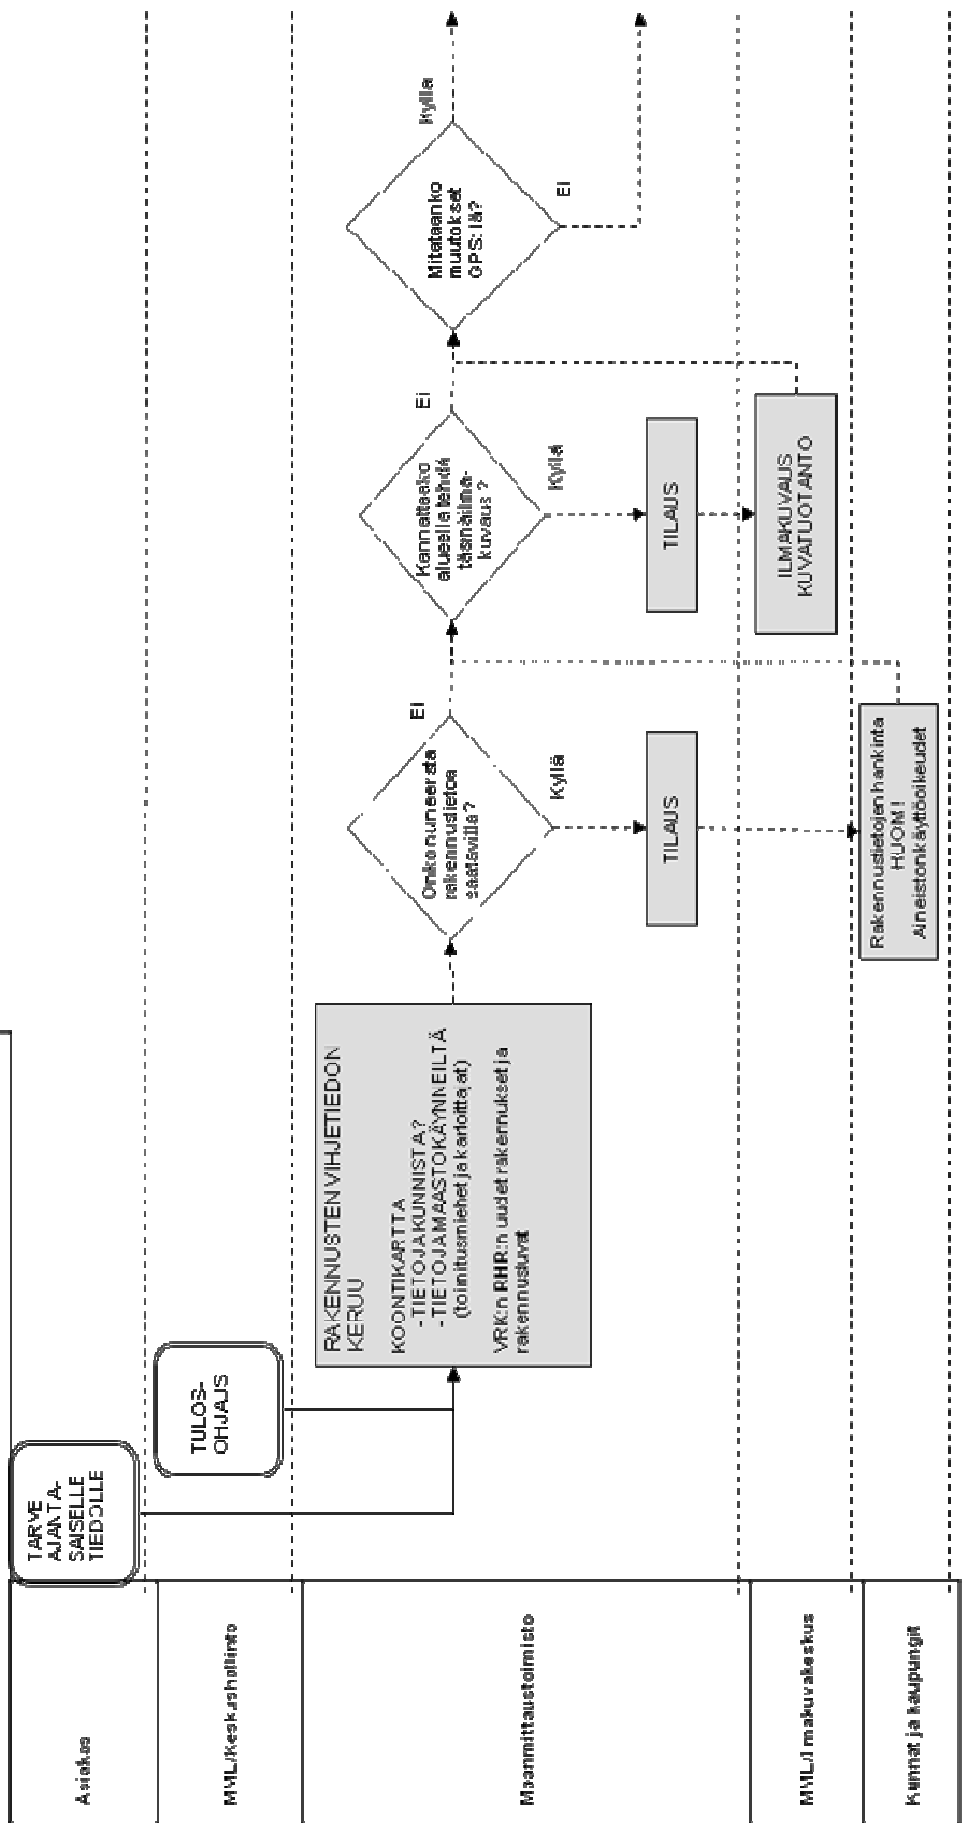 Asiakas
TARVE
AJANTA-
SAISELLE
TIEDOLLE
MML/Keskushallinto
TULOS-
OHJAUS
Maanmittaustoimisto
RAKENNUSTEN VIHJETIEDON
KERUU
KOONTIKARTTA
- TIETOJA KUNNISTA?
- TIETOJA MAASTOKÄYNNEILTÄ
(toimitusmiehet ja kartoittajat)
VRK:n RHR:n uudet rakennukset ja
rakennusluvat
Onko numeerista
rakennustietoa
saatavilla?
Ei
Kyllä
TILAUS
Kannattaako
alueella tehdä
täsmäilma-
kuvaus?
Ei
Kyllä
TILAUS
Mitataanko
muutokset
GPS:llä?
Kyllä
Ei
MML/Ilmakuvakeskus
ILMAKUVAUS
KUVATUOTANTO
Kunnat ja kaupungit
Rakennustietojen hankinta
HUOM!
Aineistonkäyttöoikeudet